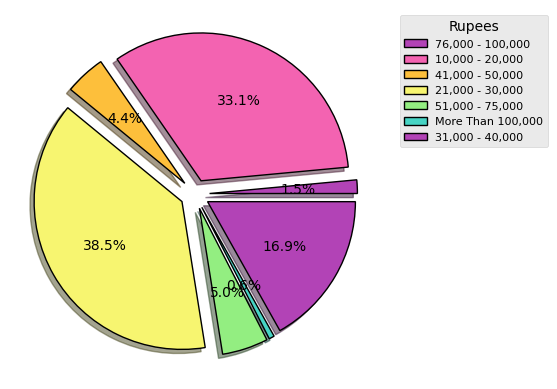 Rupees
76,000 - 100,000
10,000 - 20,000
41,000 - 50,000
21,000 - 30,000
51,000 - 75,000
More Than 100,000
31,000 - 40,000
33.1%
4.4%
1.5%
38.5%
16.9%
0.6%
5.0%